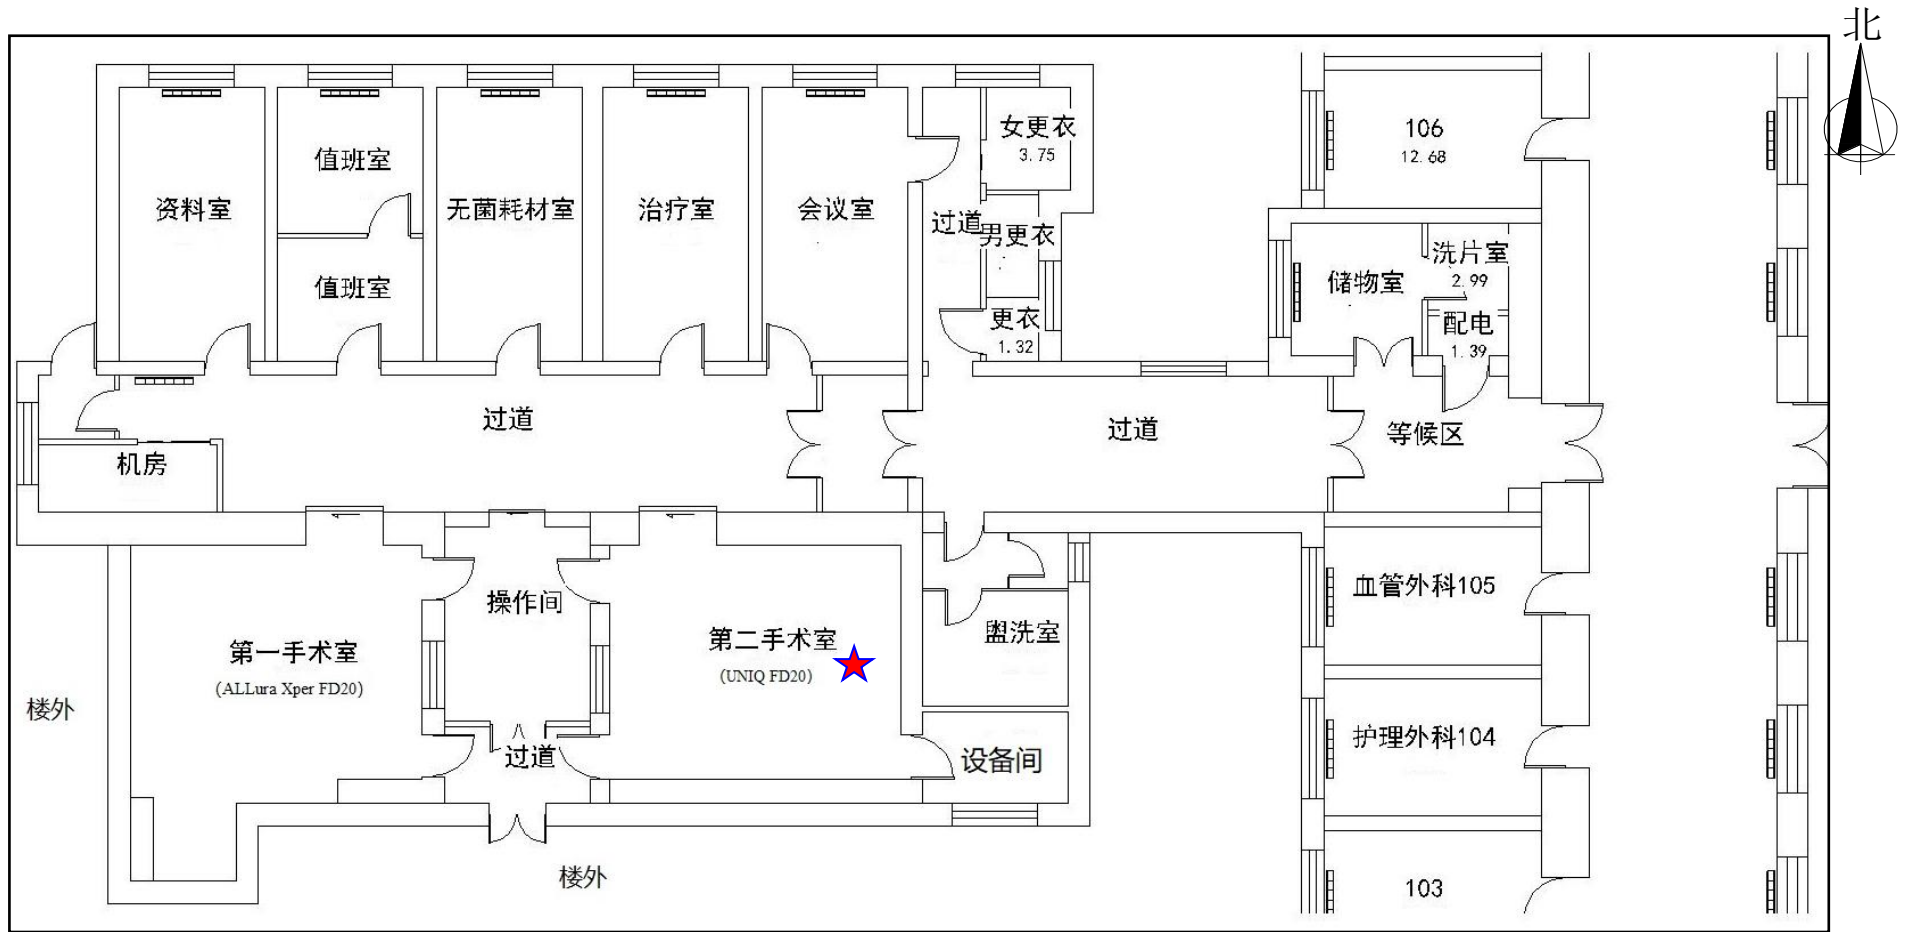 北
女更衣
3.75
106
12.68
值班室
资料室
无菌耗材室
治疗室
会议室
过道
男更衣
洗片室
2.99
储物室
值班室
更衣
1.32
配电
1.39
过道
过道
等候区
机房
血管外科105
操作间
第一手术室
(ALLura Xper FD20)
第二手术室
(UNIQ FD20)
盥洗室
楼外
过道
设备间
护理外科104
楼外
103